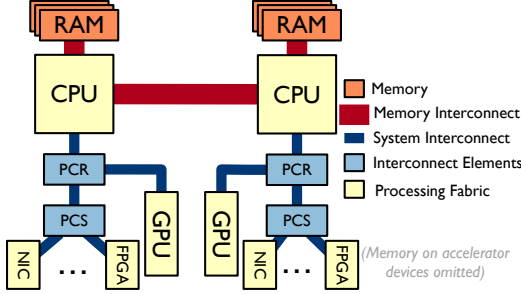 RAM
RAM
CPU
CPU
Memory
Memory Interconnect
System Interconnect
PCR
PCR
Interconnect Elements
Processing Fabric
GPU
GPU
PCS
PCS
NIC
...
FPGA
NIC
...
FPGA
(Memory on accelerator
devices omitted)